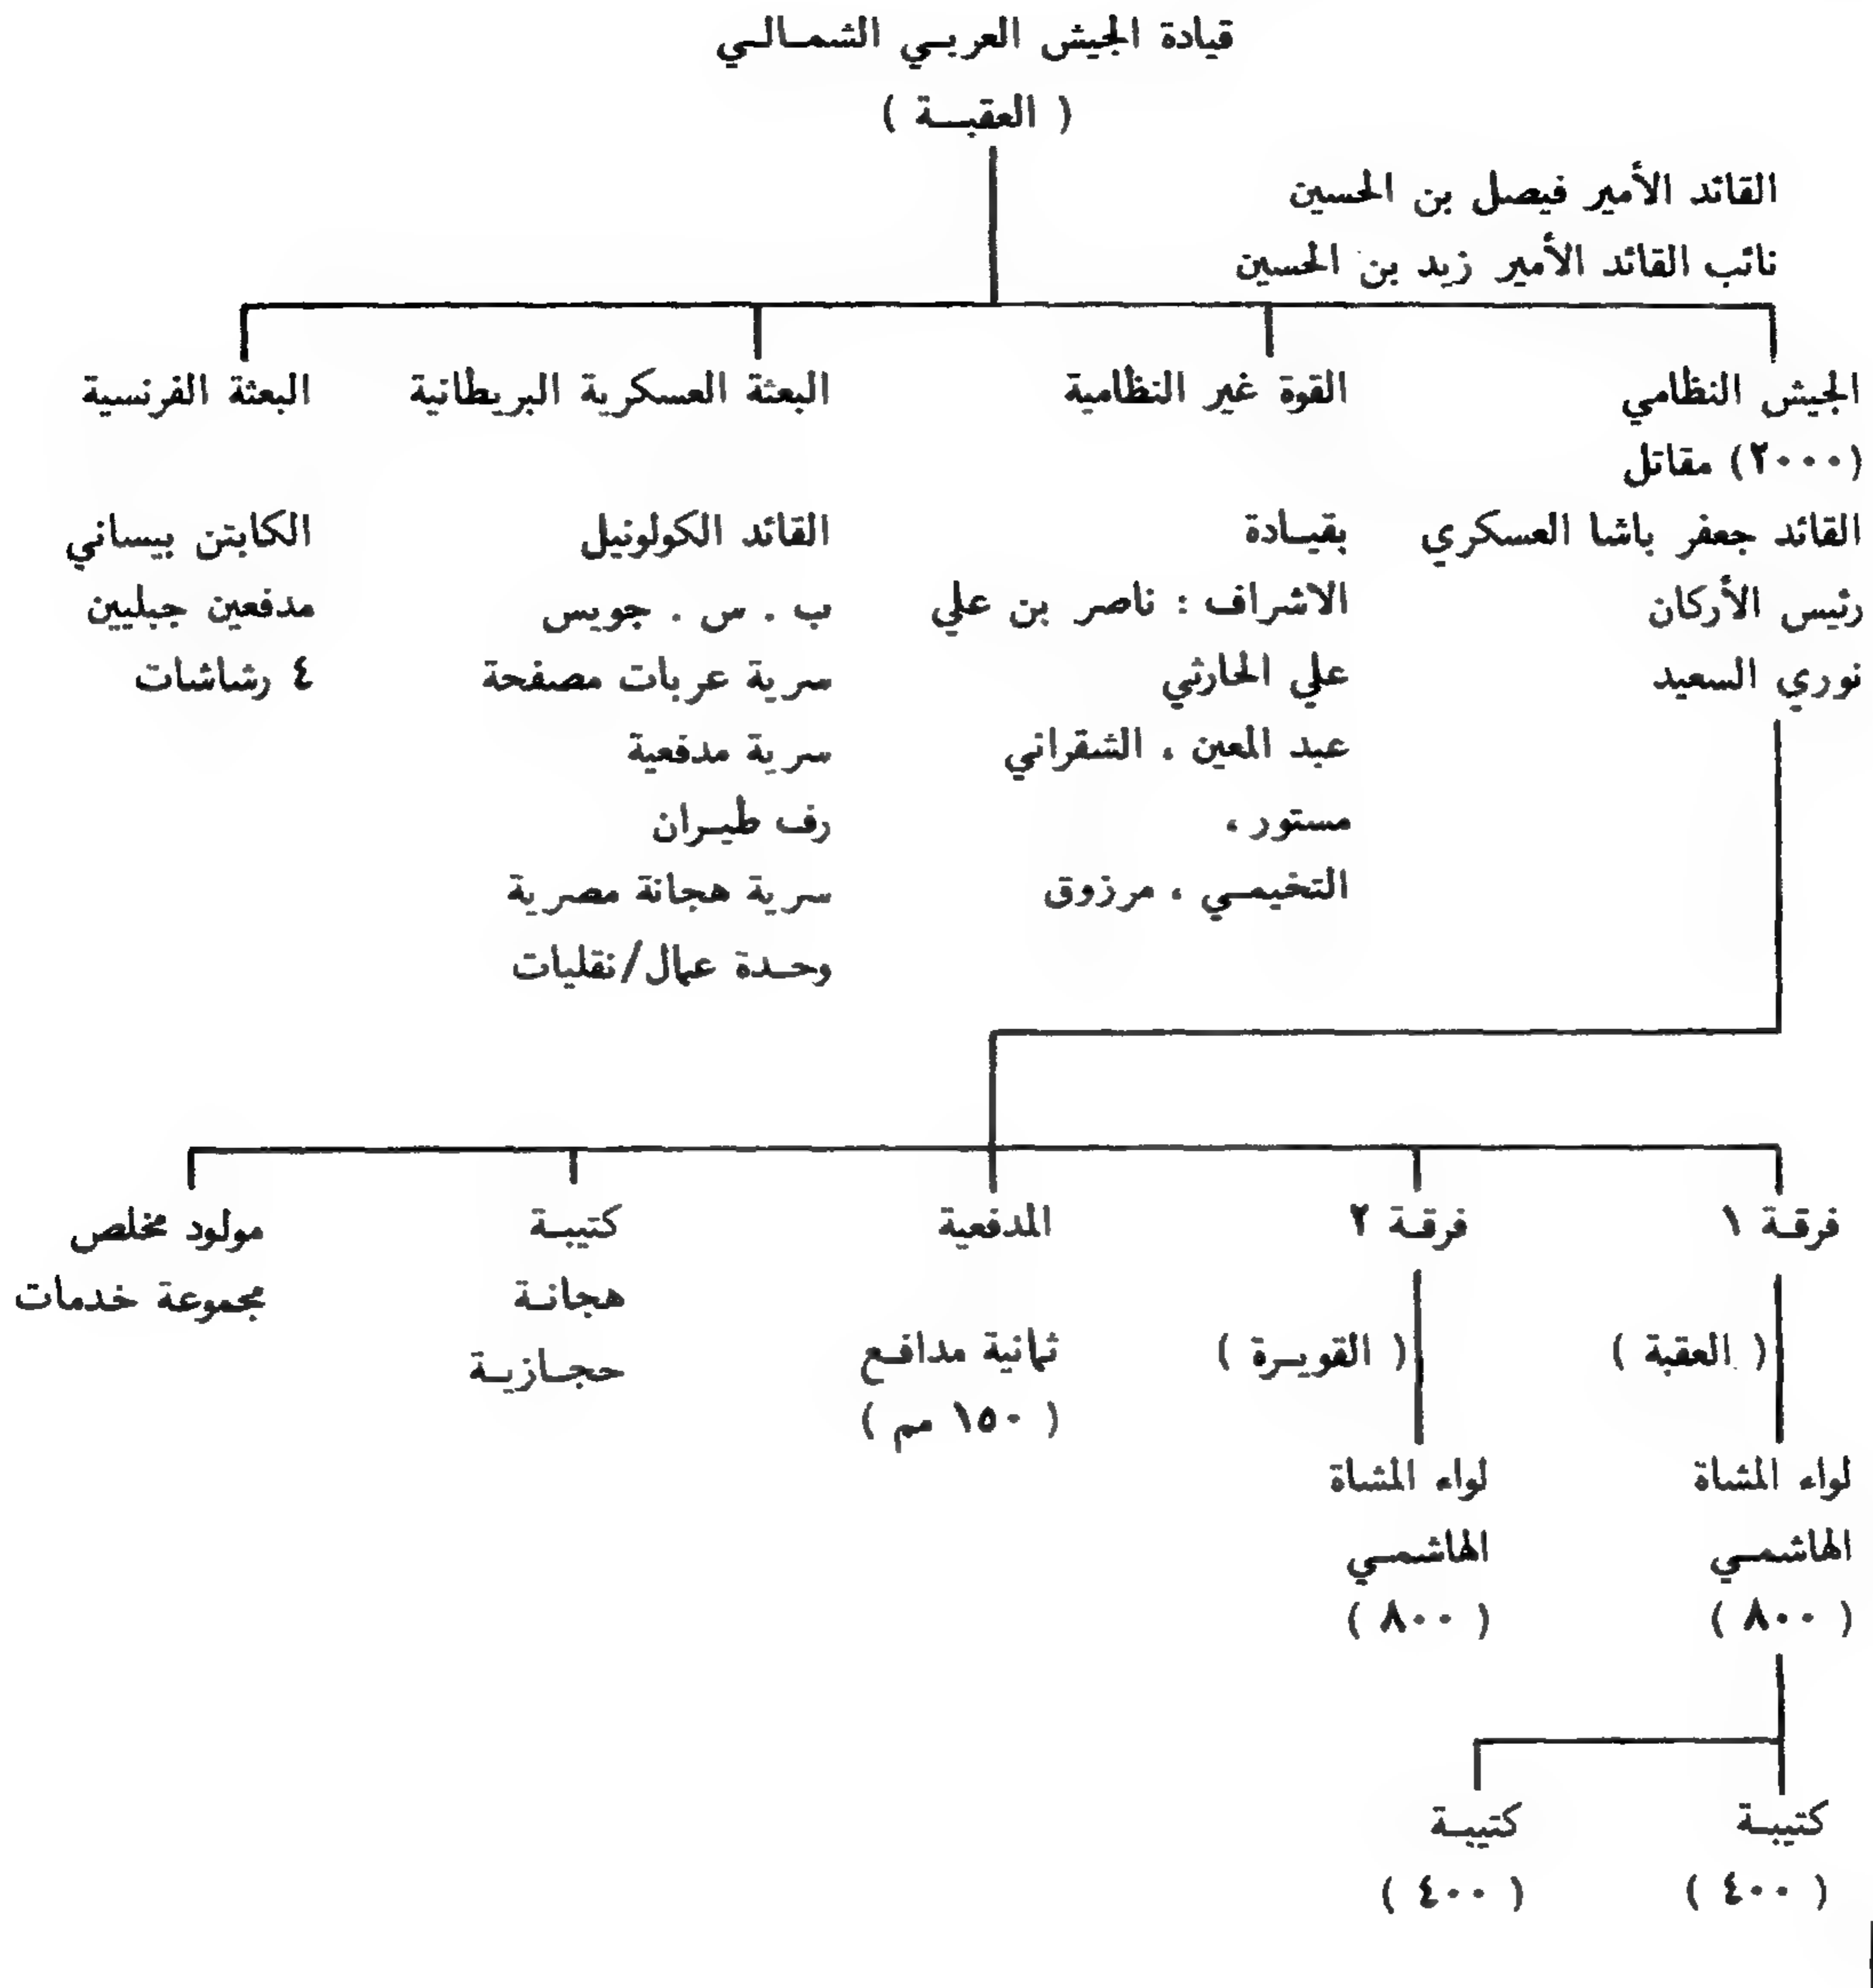 قيادة الجيش العربي الشمالي
( العقبة )
القائد الأمير فيصل بن الحسين
نائب القائد الأمير زيد بن الحسين
الجيش النظامي
(٢٠٠٠) مقاتل
القائد جعفر باشا العسكري
رئيس الأركان
نوري السعيد
القوة غير النظامية
بقيادة
الاشراف : ناصر بن علي
علي الحارثي
عبد المعين ، الشقراني
مستور ،
التخيمي ، مرزوق
البعثة العسكرية البريطانية
القائد الكولونيل
ب . س . جويس
سرية عربات مصفحة
سرية مدفعية
رف طيران
سرية هجانة مصرية
وحدة عمال/نقليات
البعثة الفرنسية
الكابتن بيساني
مدفعين جبليين
٤ رشاشات
فرقة ١
( العقبة )
لواء المشاة
الهاشمي
( ٨٠٠ )
كتيبة
( ٤٠٠ )
كتيبة
( ٤٠٠ )
فرقة ٢
( القويرة )
لواء المشاة
الهاشمي
( ٨٠٠ )
المدفعية
ثمانية مدافع
( ١٥٠ مم )
كتيبة
هجانة
حجازية
مولود مخلص
مجموعة خدمات